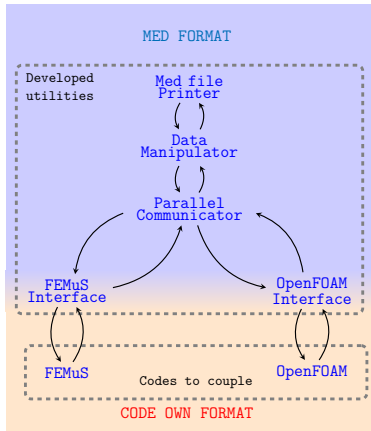 MED FORMAT
Developed
utilities
Med file
Printer
Data
Manipulator
Parallel
Communicator
FEMuS
Interface
OpenFOAM
Interface
FEMuS
OpenFOAM
Codes to couple
CODE OWN FORMAT